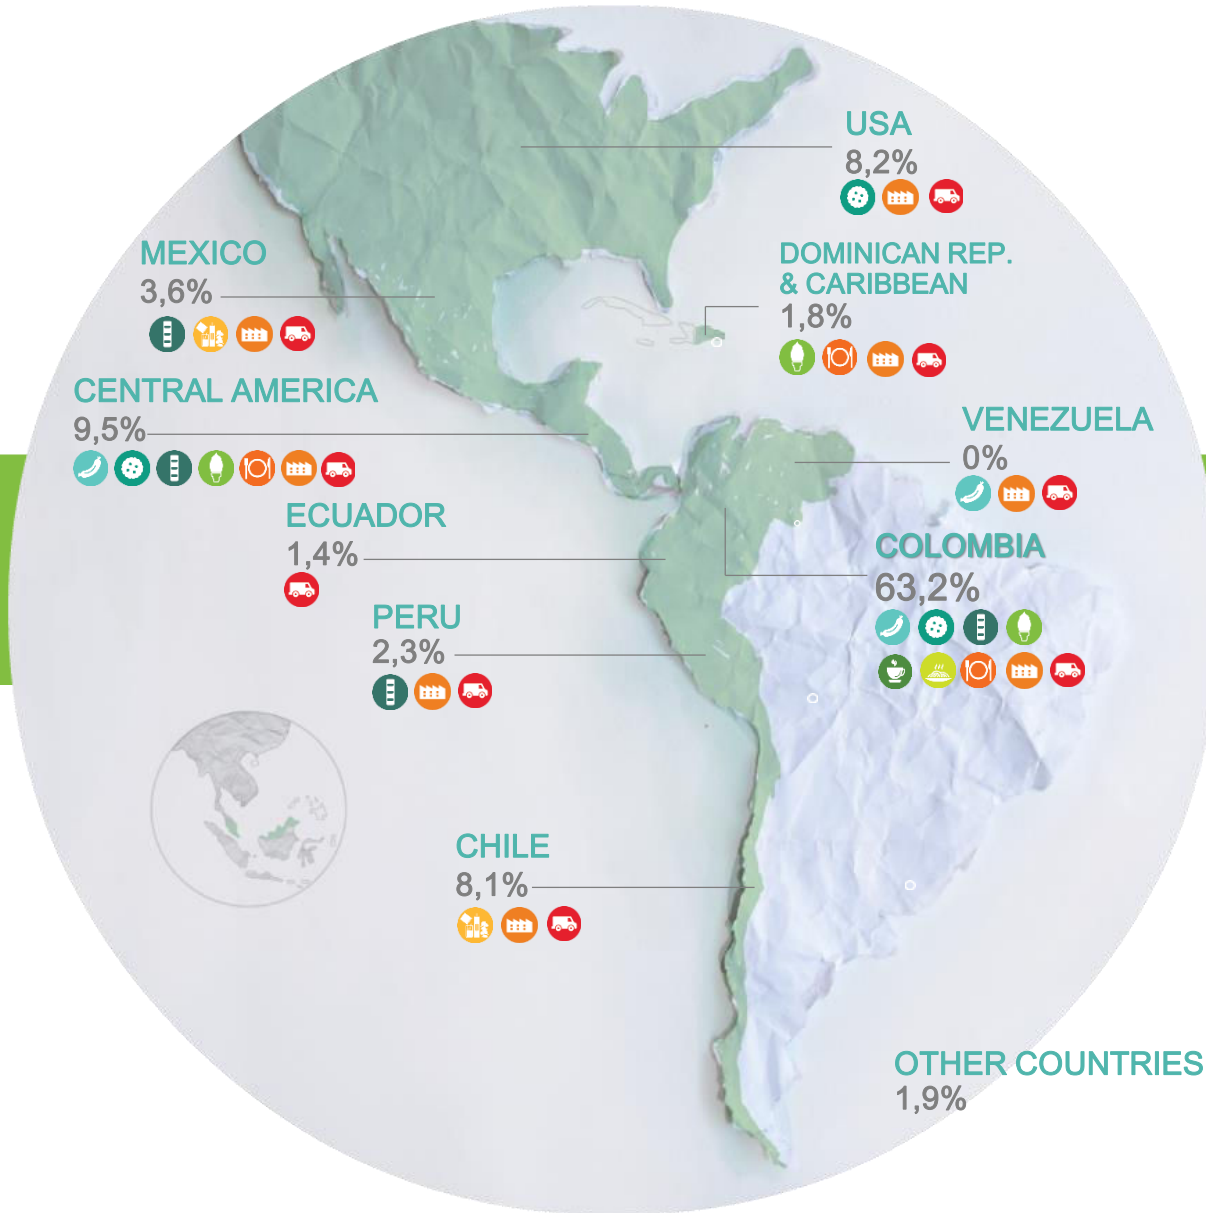 USA
8,2%
DOMINICAN REP.
& CARIBBEAN
1,8%
MEXICO
3,6%
CENTRAL AMERICA
9,5%
VENEZUELA
0%
ECUADOR
1,4%
COLOMBIA
63,2%
PERU
2,3%
CHILE
8,1%
OTHER COUNTRIES
1,9%